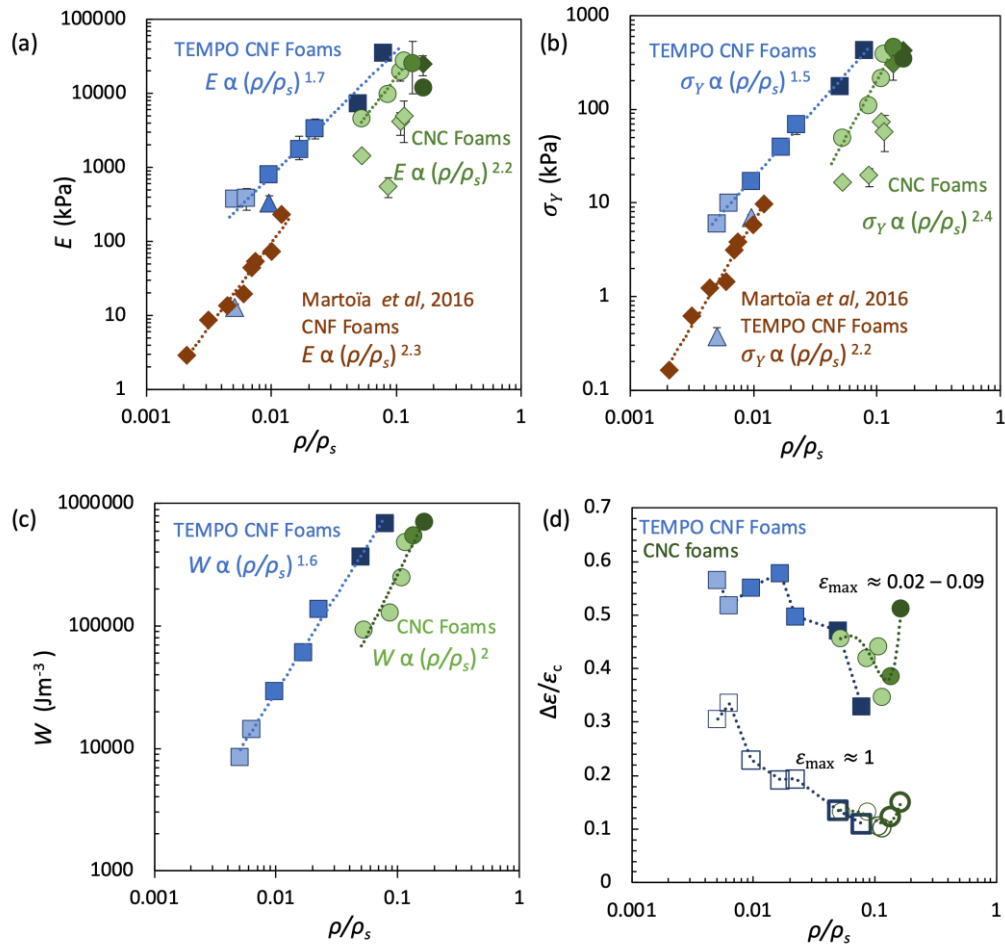 (a)
100000
10000
1000
100
10
1
E (kPa)
TEMPO CNF Foams
E α (ρ/ρs) 1.7
CNC Foams
E α (ρ/ρs) 2.2
Martoïa et al, 2016
CNF Foams
E α (ρ/ρs) 2.3
0.001 0.01 0.1 1
ρ/ρs
(b)
1000
100
10
1
0.1
σY (kPa)
TEMPO CNF Foams
σY α (ρ/ρs) 1.5
CNC Foams
σY α (ρ/ρs) 2.4
Martoïa et al, 2016
TEMPO CNF Foams
σY α (ρ/ρs) 2.2
0.001 0.01 0.1 1
ρ/ρs
(c)
1000000
100000
10000
1000
W (Jm-3)
TEMPO CNF Foams
W α (ρ/ρs) 1.6
CNC Foams
W α (ρ/ρs) 2
0.001 0.01 0.1 1
ρ/ρs
(d)
0.6
0.5
0.4
0.3
0.2
0.1
0
Δε/εc
TEMPO CNF Foams
CNC foams
εmax ≈ 0.02 – 0.09
εmax ≈ 1
0.001 0.01 0.1 1
ρ/ρs